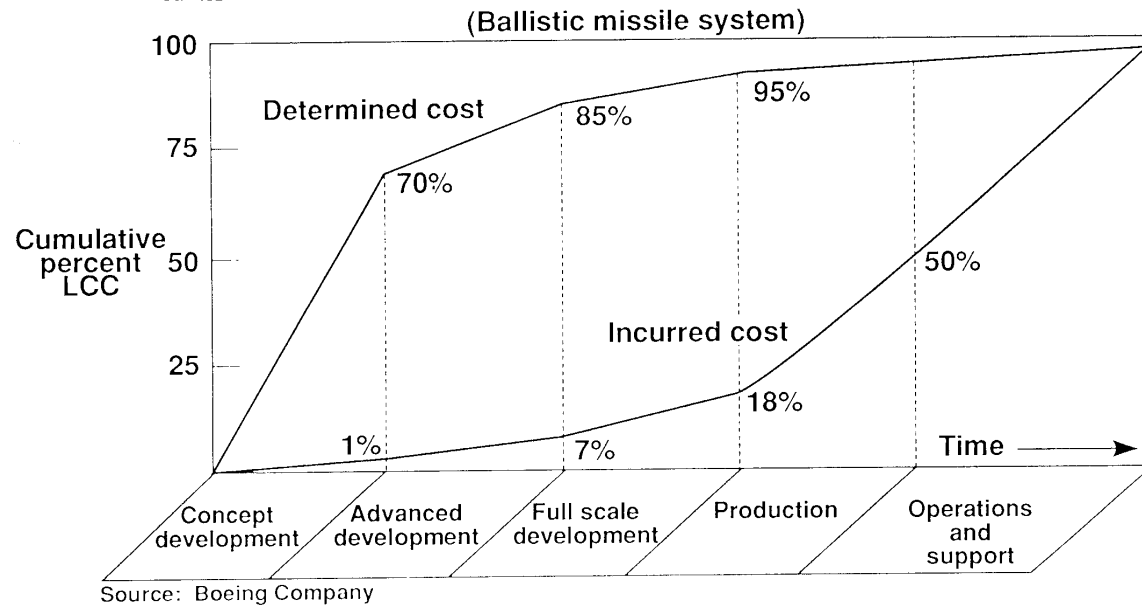 (Ballistic missile system)
100
Determined cost
95%
85%
75
70%
Cumulative
percent
LCC
50
50%
Incurred cost
25
18%
1%
7%
Time
Concept
development
Advanced
development
Full scale
development
Production
Operations
and
support
Source: Boeing Company